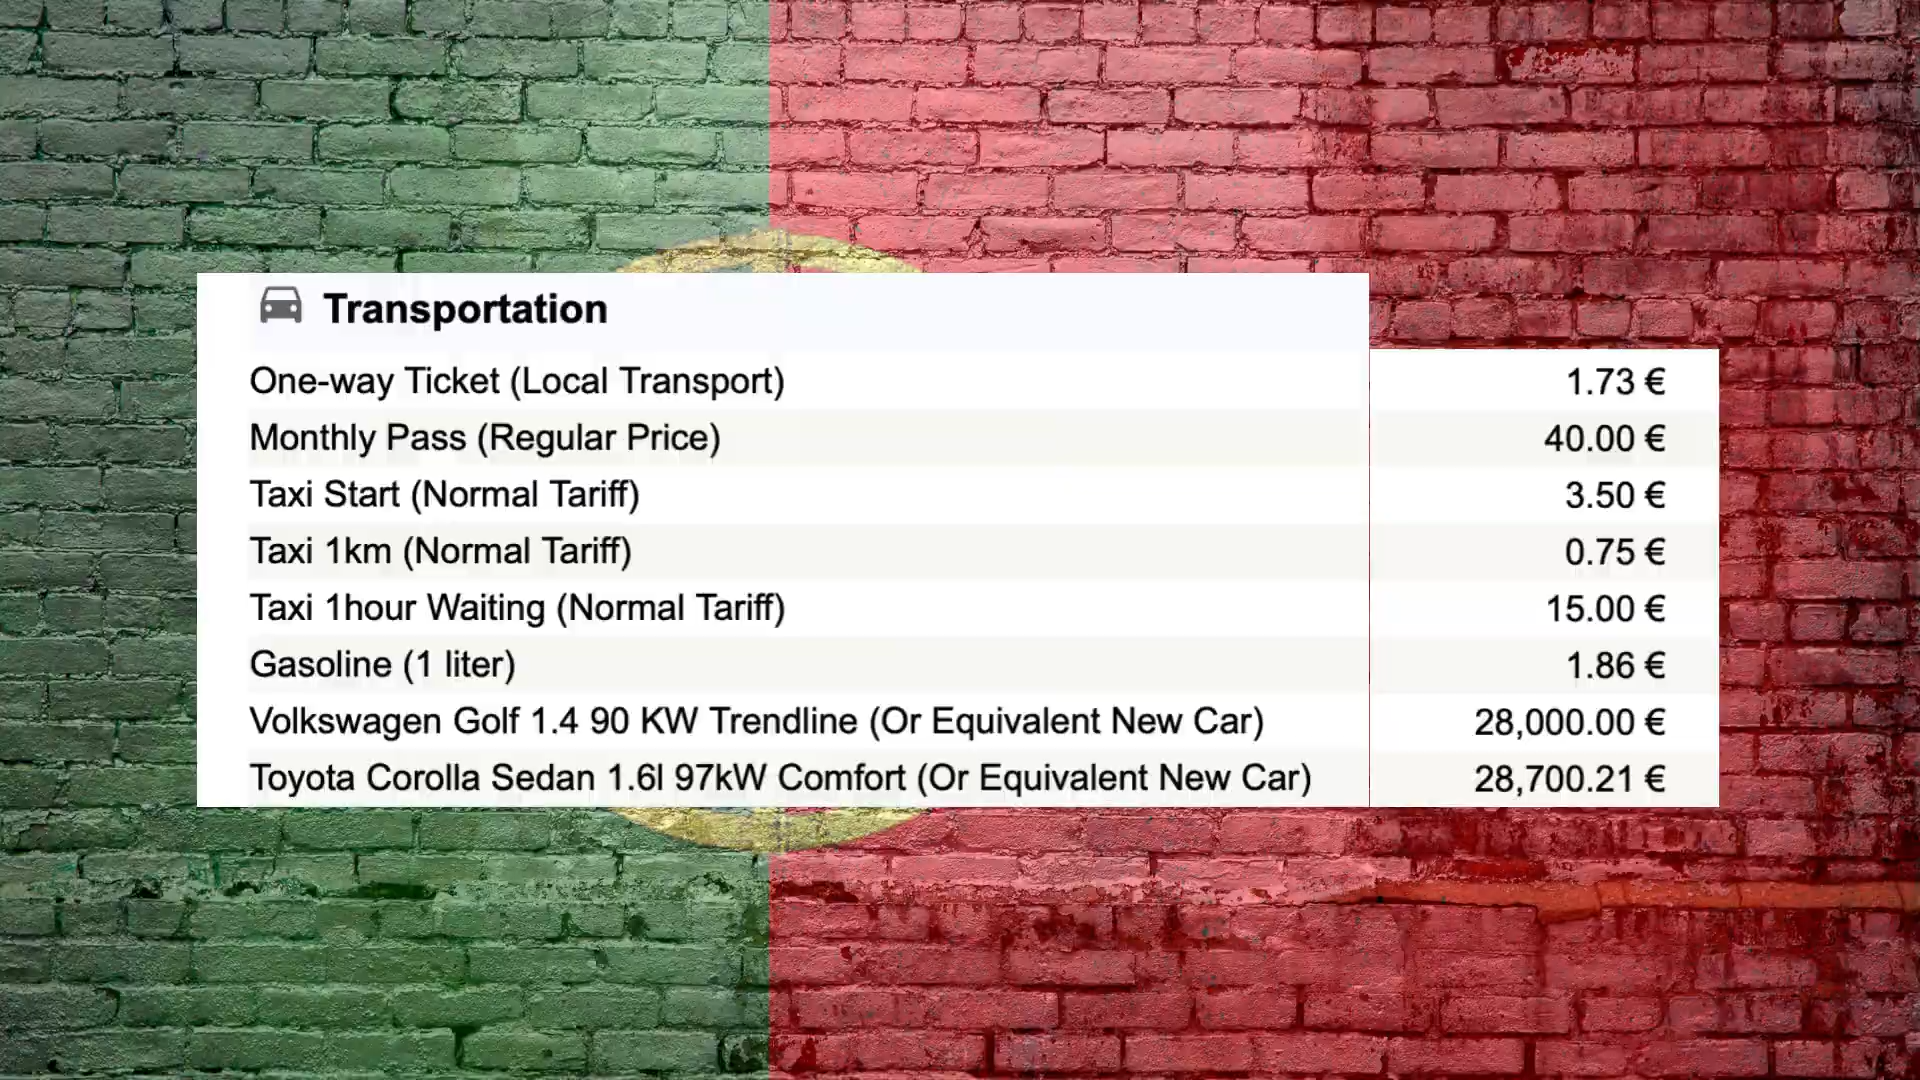 Transportation
One-way Ticket (Local Transport) 1.73 €
Monthly Pass (Regular Price) 40.00 €
Taxi Start (Normal Tariff) 3.50 €
Taxi 1km (Normal Tariff) 0.75 €
Taxi 1hour Waiting (Normal Tariff) 15.00 €
Gasoline (1 liter) 1.86 €
Volkswagen Golf 1.4 90 KW Trendline (Or Equivalent New Car) 28,000.00 €
Toyota Corolla Sedan 1.6l 97kW Comfort (Or Equivalent New Car) 28,700.21 €